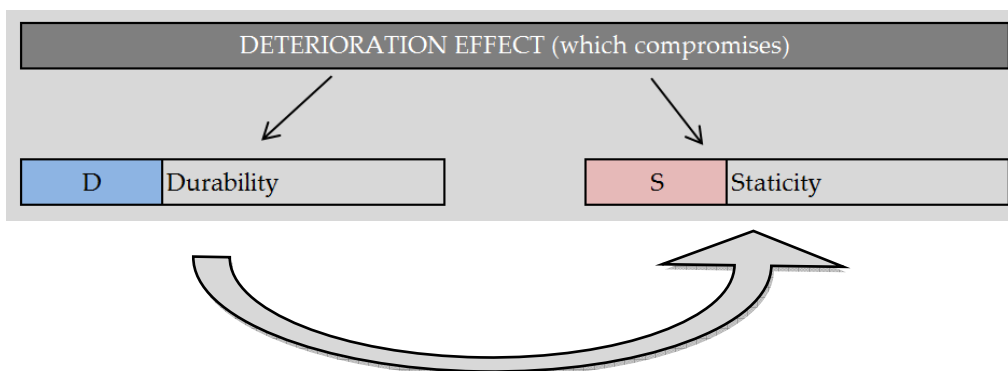 DETERIORATION EFFECT (which compromises)
D Durability
S Staticity